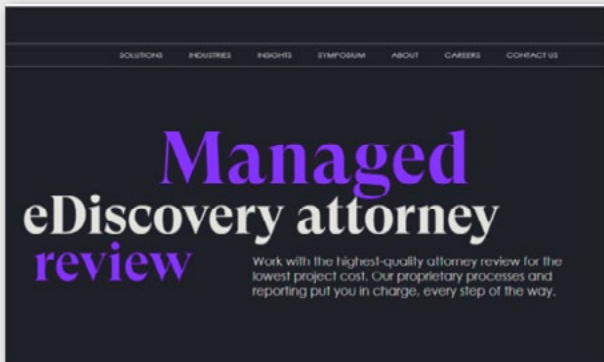 SOLUTIONS INDUSTRIES INSIGHTS SYMPOSIUM ABOUT CAREERS CONTACT US
Managed
eDiscovery attorney
review
Work with the highest-quality attorney review for the
lowest project cost. Our proprietary processes and
reporting put you in charge, every step of the way.